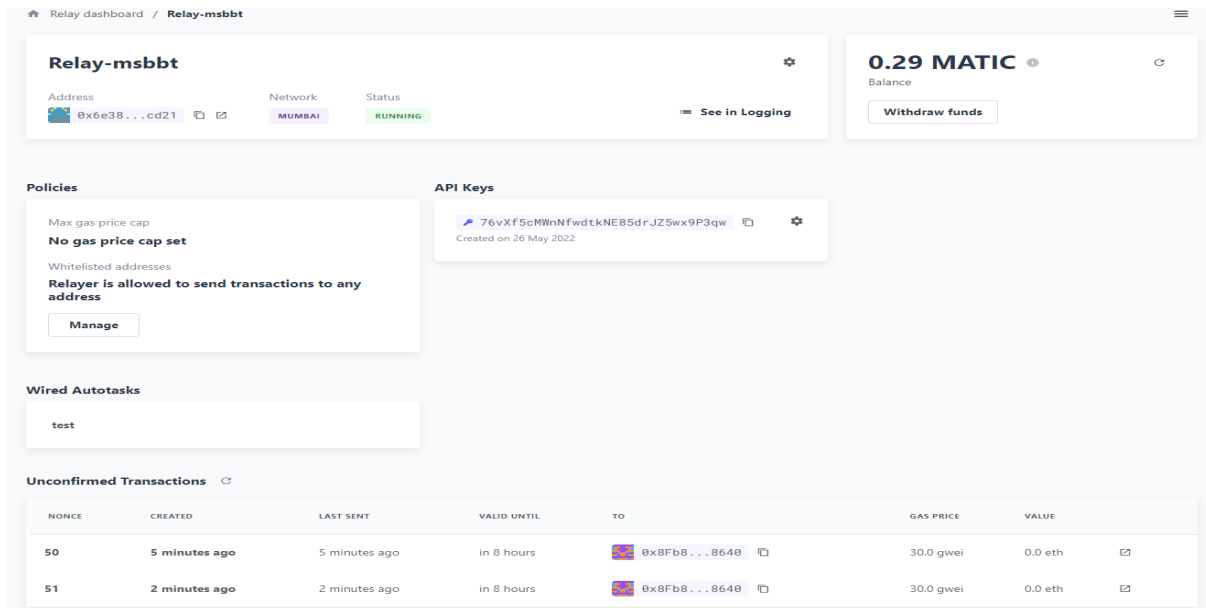 Relay dashboard / Relay-msbbt
Relay-msbbt
Address Network Status
0x6e38...cd21 MUMBAI RUNNING
See in Logging
0.29 MATIC
Balance
Withdraw funds
Policies
Max gas price cap
No gas price cap set
Whitelisted addresses
Relayer is allowed to send transactions to any
address
Manage
API Keys
76vXf5cMWnNfwdtkNE85drJZ5wx9P3qw
Created on 26 May 2022
Wired Autotasks
test
Unconfirmed Transactions
NONCE CREATED LAST SENT VALID UNTIL TO GAS PRICE VALUE
50 5 minutes ago 5 minutes ago in 8 hours 0x8Fb8...8640 30.0 gwei 0.0 eth
51 2 minutes ago 2 minutes ago in 8 hours 0x8Fb8...8640 30.0 gwei 0.0 eth